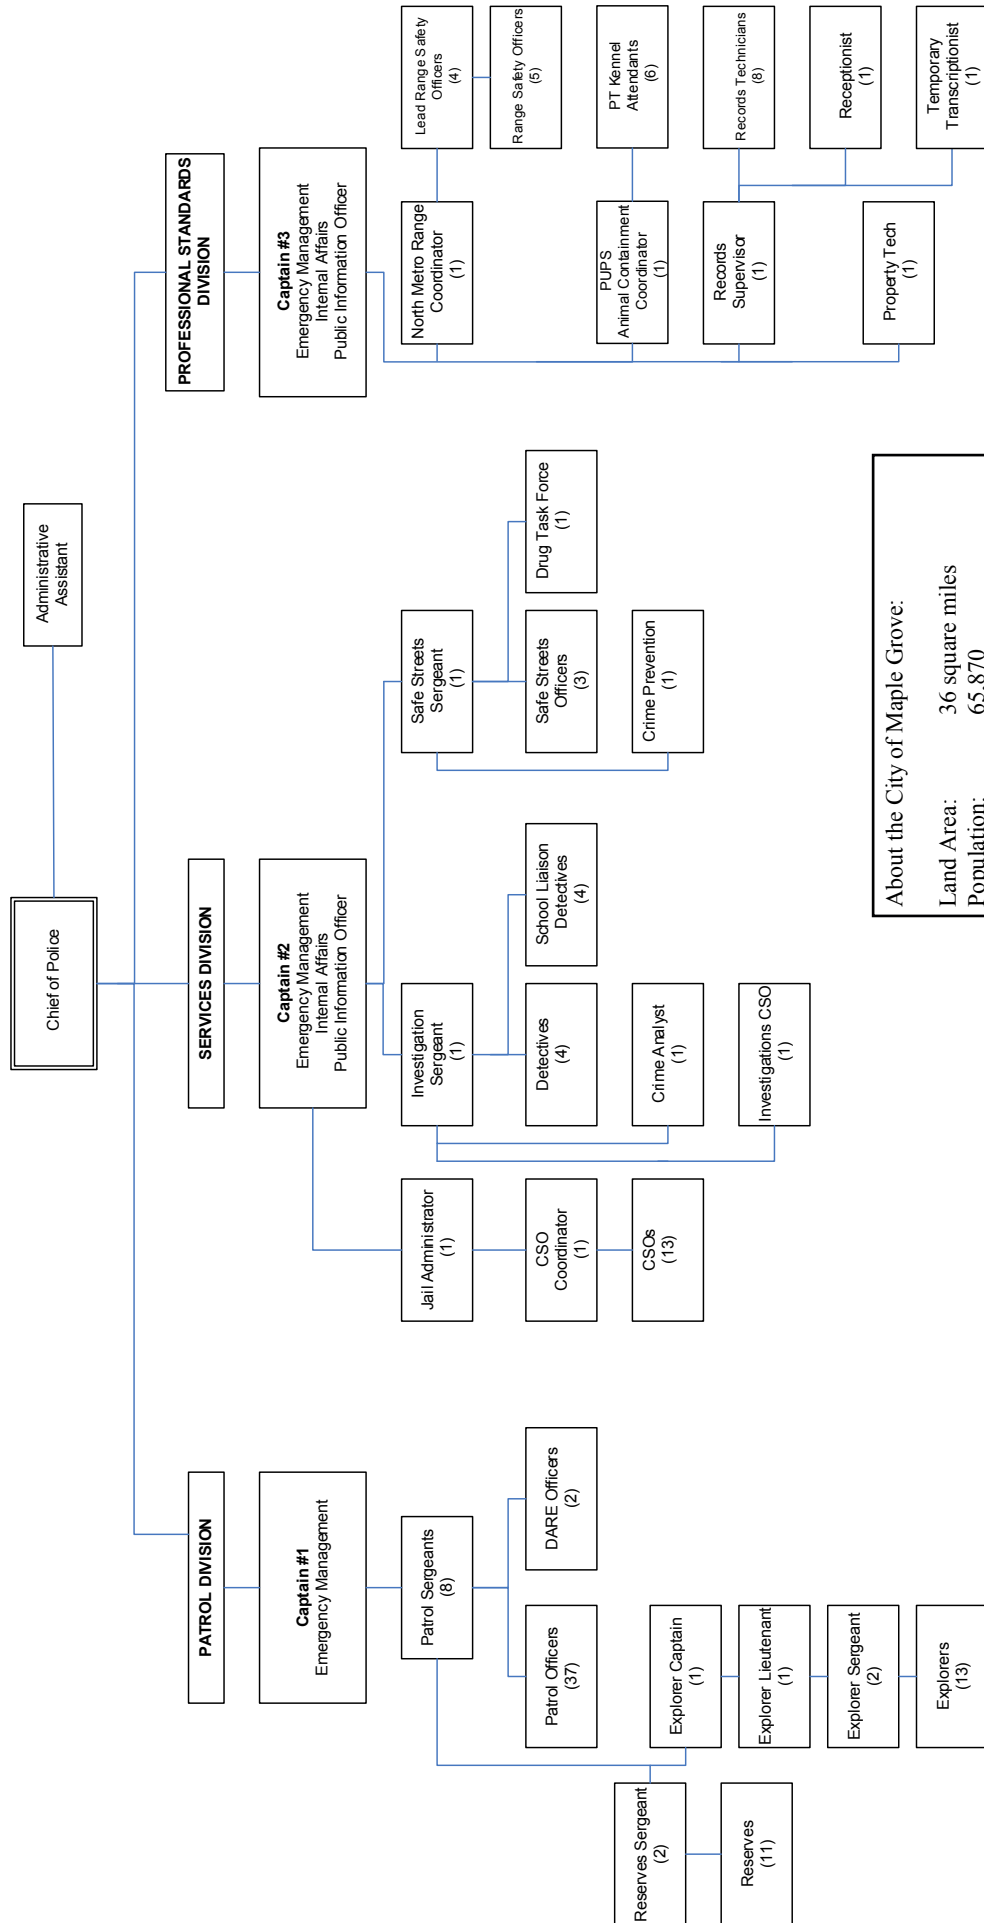 Chief of Police
Administrative
Assistant
PATROL DIVISION
Captain #1
Emergency Management
Patrol Sergeants
(8)
Patrol Officers
(37)
DARE Officers
(2)
Reserves Sergeant
(2)
Reserves
(11)
Explorer Captain
(1)
Explorer Lieutenant
(1)
Explorer Sergeant
(2)
Explorers
(13)
SERVICES DIVISION
Captain #2
Emergency Management
Internal Affairs
Public Information Officer
Jail Administrator
(1)
CSO
Coordinator
(1)
CSOs
(13)
Investigation
Sergeant
(1)
Detectives
(4)
School Liaison
Detectives
(4)
Crime Analyst
(1)
Investigations CSO
(1)
Safe Streets
Sergeant
(1)
Safe Streets
Officers
(3)
Drug Task Force
(1)
Crime Prevention
(1)
PROFESSIONAL STANDARDS
DIVISION
Captain #3
Emergency Management
Internal Affairs
Public Information Officer
North Metro Range
Coordinator
(1)
Lead Range Safety
Officers
(4)
Range Safety Officers
(5)
PUPS
Animal Containment
Coordinator
(1)
PT Kennel
Attendants
(6)
Records
Supervisor
(1)
Records Technicians
(8)
Receptionist
(1)
Temporary
Transcriptionist
(1)
Property Tech
(1)
About the City of Maple Grove:
Land Area: 36 square miles
Population: 65,870